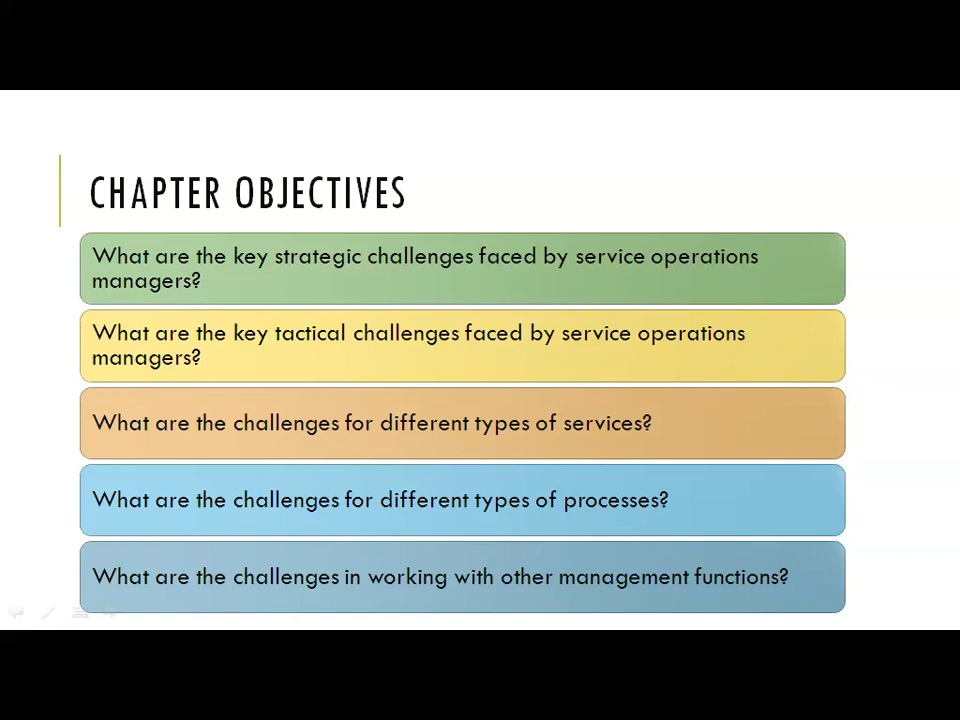 CHAPTER OBJECTIVES
What are the key strategic challenges faced by service operations
managers?
What are the key tactical challenges faced by service operations
managers?
What are the challenges for different types of services?
What are the challenges for different types of processes?
What are the challenges in working with other management functions?